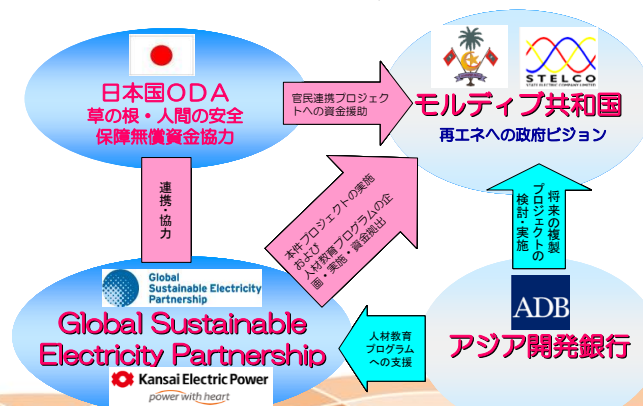 日本国ＯＤＡ
草の根・人間の安全
保障無償資金協力
官民連携プロジェク
トへの資金援助
STELCO
STATE ELECTRIC COMPANY LIMITED
モルディブ共和国
再エネへの政府ビジョン
連携・協力
本件プロジェクトの実施
および
人材教育プログラムの企
画・実施・資金拠出
将来の複製
プロジェクトの
検討・実施
Global
Sustainable Electricity
Partnership
Global Sustainable
Electricity Partnership
Kansai Electric Power
power with heart
人材教育
プログラム
への支援
ADB
アジア開発銀行